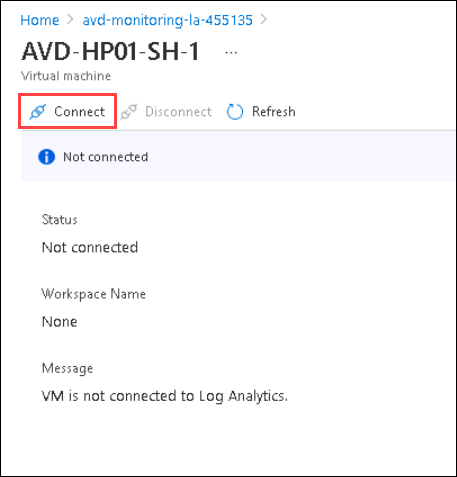 Home > avd-monitoring-la-455135 >
AVD-HP01-SH-1 ...
Virtual machine
Connect Disconnect Refresh
Not connected
Status
Not connected
Workspace Name
None
Message
VM is not connected to Log Analytics.